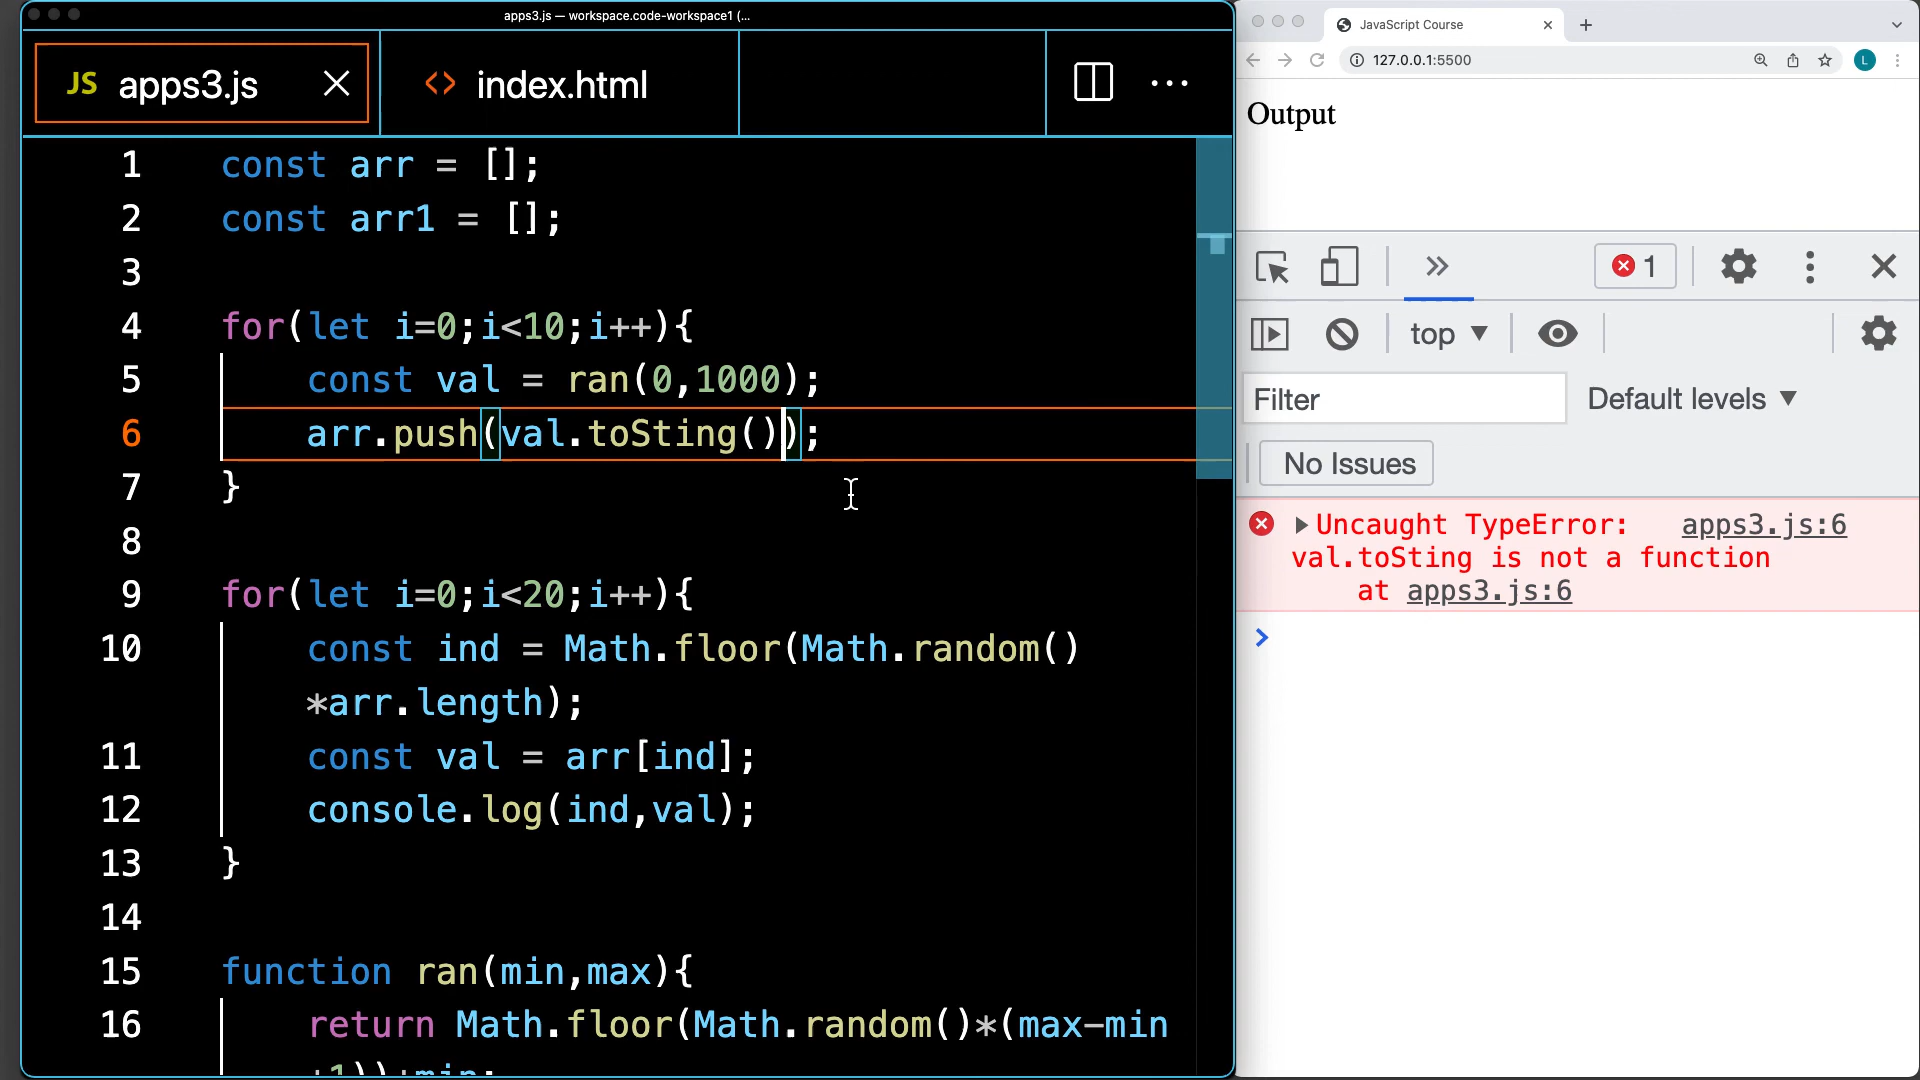 apps3.js — workspace.code-workspace1 (...
JS apps3.js
<> index.html
1 const arr = [];
2 const arr1 = [];
3
4 for(let i=0;i<10;i++){
5 const val = ran(0,1000);
6 arr.push(val.toSting());
7 }
8
9 for(let i=0;i<20;i++){
10 const ind = Math.floor(Math.random()
*arr.length);
11 const val = arr[ind];
12 console.log(ind,val);
13 }
14
15 function ran(min,max){
16 return Math.floor(Math.random()*(max-min
+1))+min;
JavaScript Course
127.0.0.1:5500
L
Output
1
top
Filter
Default levels
No Issues
Uncaught TypeError: apps3.js:6
val.toSting is not a function
at apps3.js:6